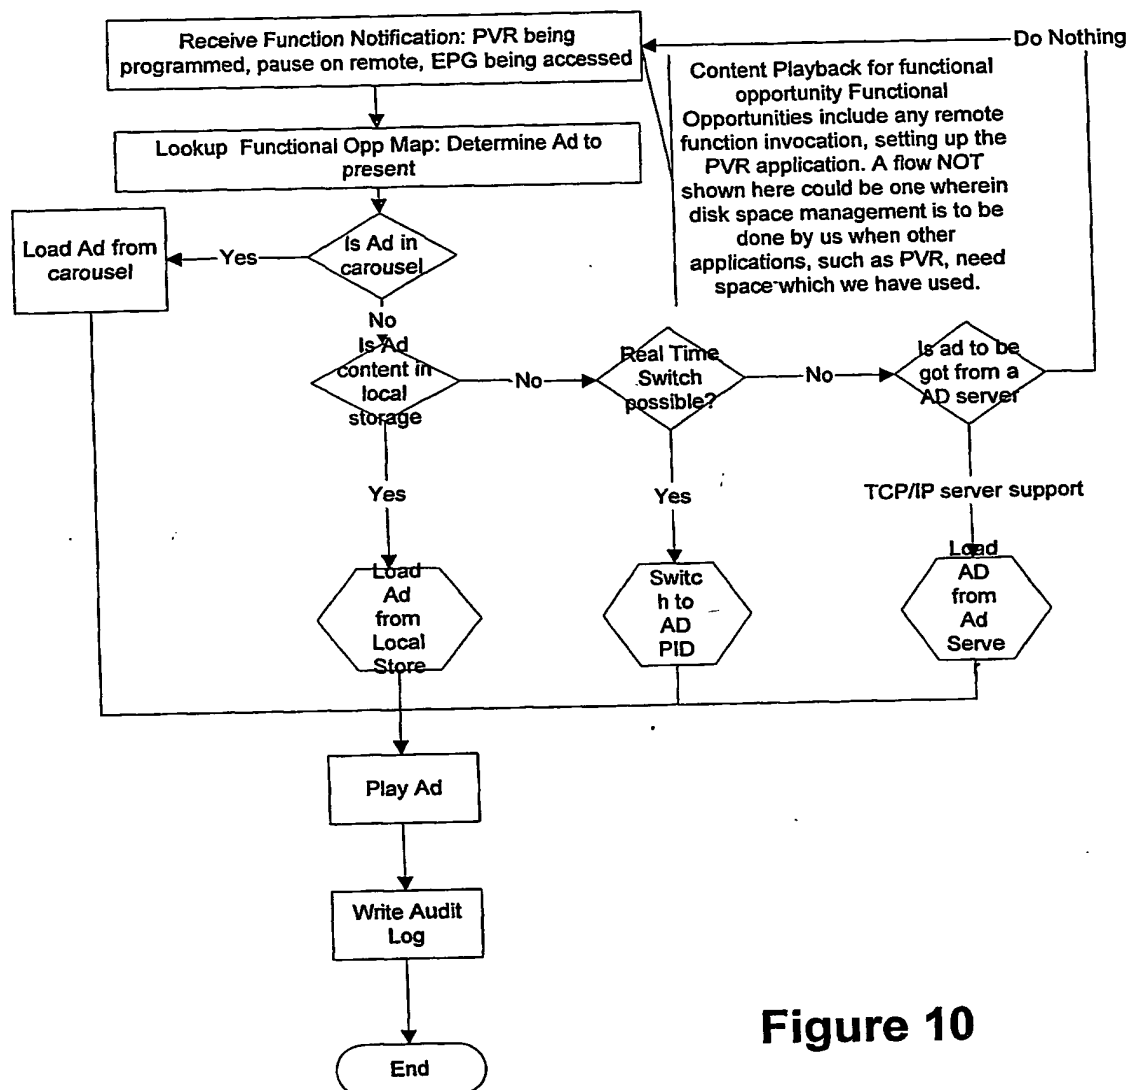 Receive Function Notification: PVR being
programmed, pause on remote, EPG being accessed
Do Nothing
Content Playback for functional
opportunity Functional
Opportunities include any remote
function invocation, setting up the
PVR application. A flow NOT
shown here could be one wherein
disk space management is to be
done by us when other
applications, such as PVR, need
space which we have used.
Lookup Functional Opp Map: Determine Ad to
present
Load Ad from
carousel
Yes
Is Ad in
carousel
No
Is Ad
content in
local
storage
No
Real Time
Switch
possible?
No
Is ad to be
got from a
AD server
Yes
Yes
TCP/IP server support
Load
Ad
from
Local
Store
Switc
h to
AD
PID
Load
AD
from
Ad
Serve
Play Ad
Write Audit
Log
End
Figure 10